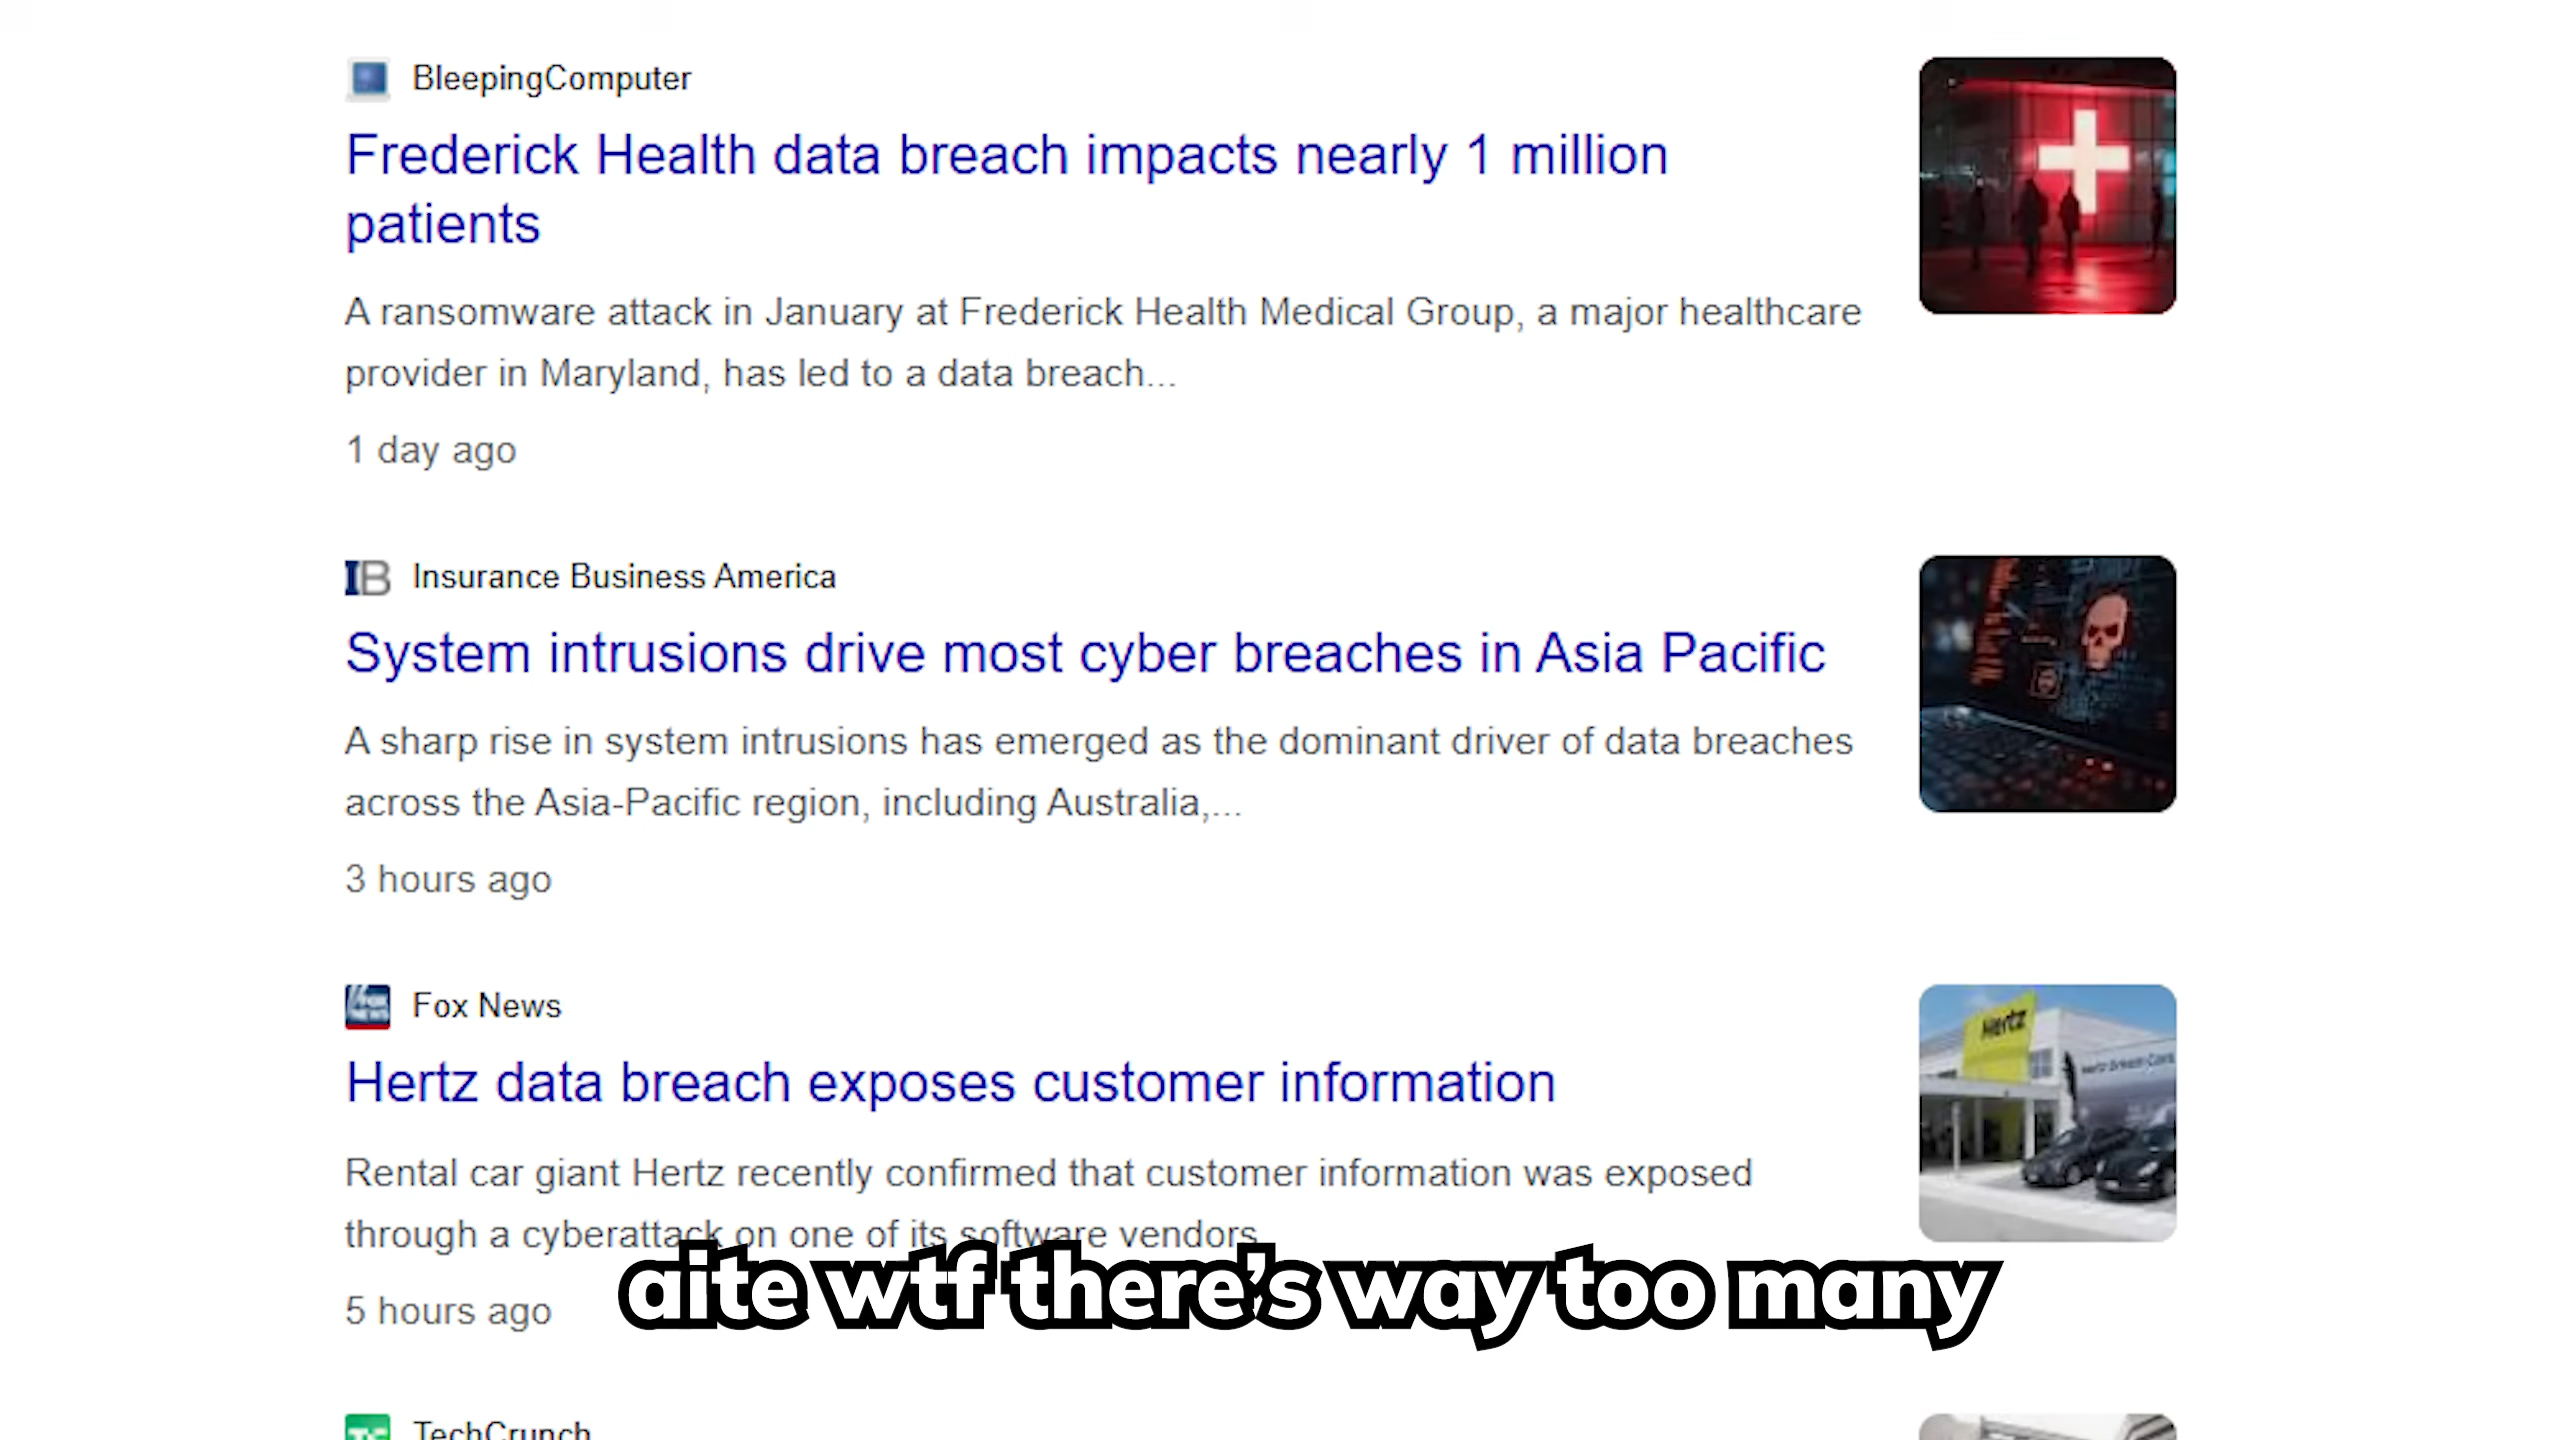 BleepingComputer
Frederick Health data breach impacts nearly 1 million
patients
A ransomware attack in January at Frederick Health Medical Group, a major healthcare
provider in Maryland, has led to a data breach...
1 day ago
IB Insurance Business America
System intrusions drive most cyber breaches in Asia Pacific
A sharp rise in system intrusions has emerged as the dominant driver of data breaches
across the Asia-Pacific region, including Australia,...
3 hours ago
FOX NEWS Fox News
Hertz data breach exposes customer information
Hertz
Rental car giant Hertz recently confirmed that customer information was exposed
through a cyberattack on one of its software vendors
5 hours ago
aite wtf there's way too many
TechCrunch